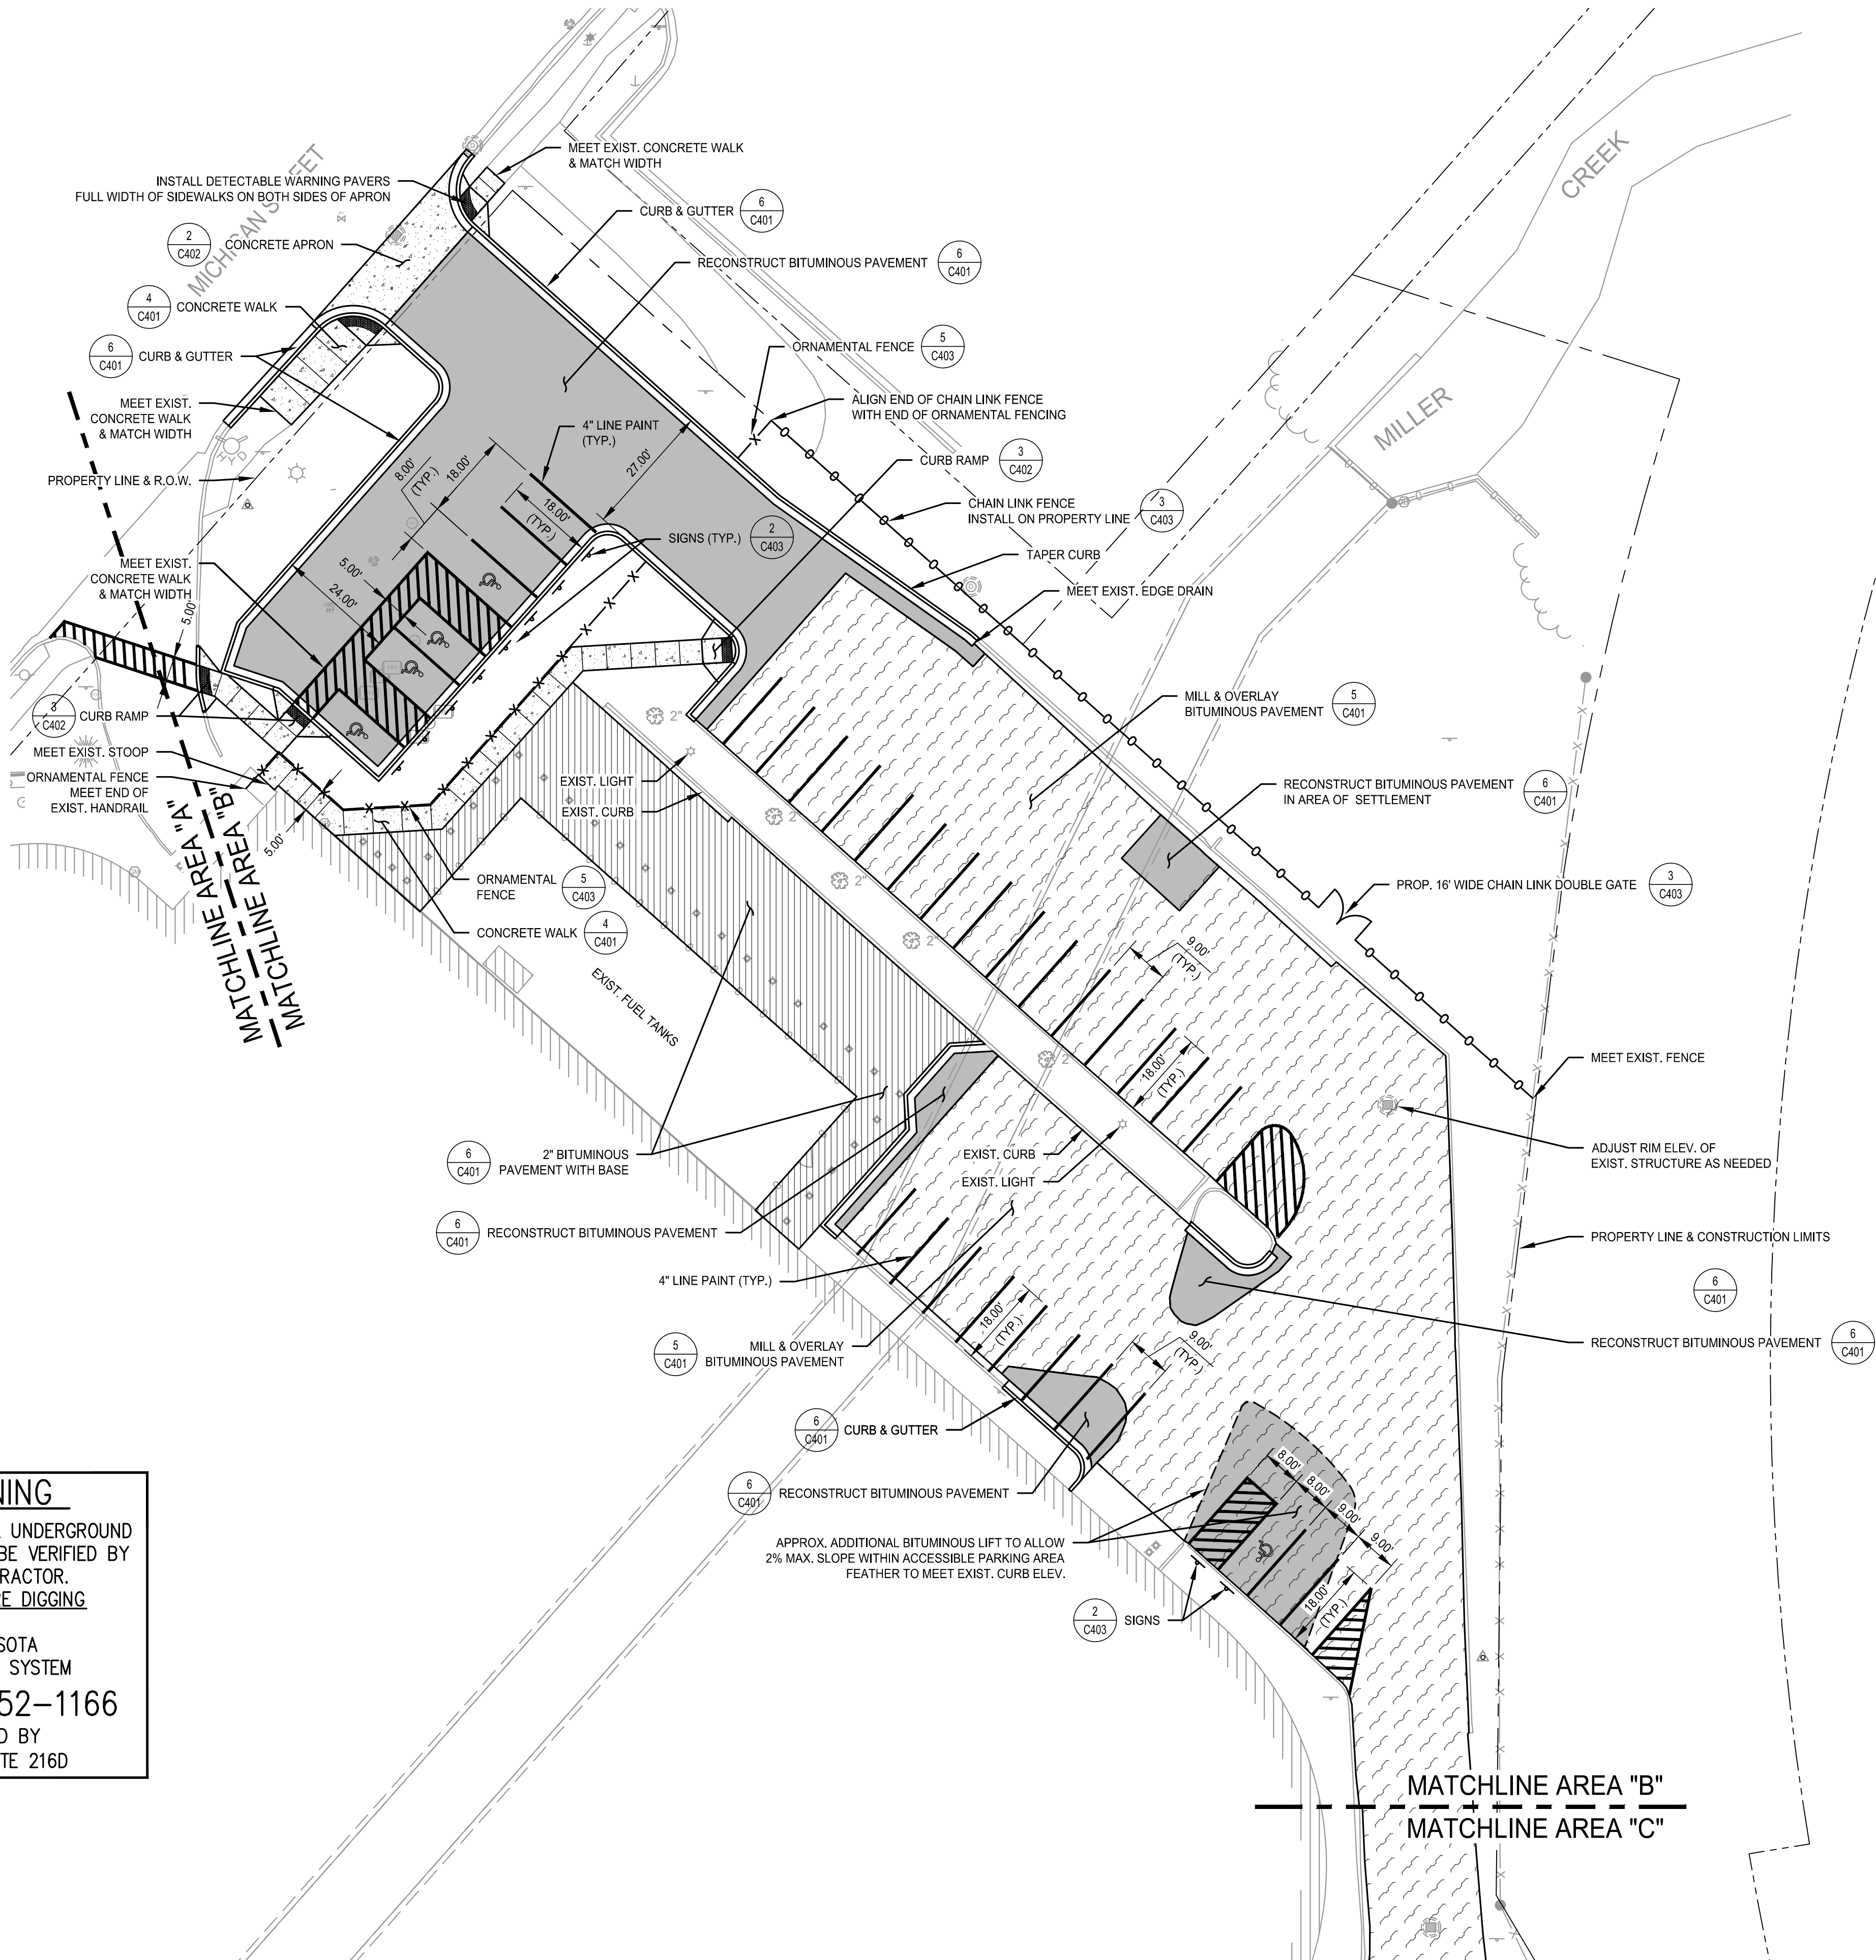 MEET EXIST. CONCRETE WALK
& MATCH WIDTH
INSTALL DETECTABLE WARNING PAVERS
FULL WIDTH OF SIDEWALKS ON BOTH SIDES OF APRON
CURB & GUTTER
6
C401
CREEK
2
C402
CONCRETE APRON
RECONSTRUCT BITUMINOUS PAVEMENT
6
C401
4
C401
CONCRETE WALK
6
C401
CURB & GUTTER
ORNAMENTAL FENCE
5
C403
MEET EXIST.
CONCRETE WALK
& MATCH WIDTH
ALIGN END OF CHAIN LINK FENCE
WITH END OF ORNAMENTAL FENCING
MILLER
4" LINE PAINT
(TYP.)
27.00'
8.00'
(TYP.)
18.00'
CURB RAMP
3
C402
PROPERTY LINE & R.O.W.
CHAIN LINK FENCE
INSTALL ON PROPERTY LINE
3
C403
18.00'
(TYP.)
SIGNS (TYP.)
2
C403
TAPER CURB
MEET EXIST.
CONCRETE WALK
& MATCH WIDTH
5.00'
24.00'
5.00'
MEET EXIST. EDGE DRAIN
3
C402
CURB RAMP
2"
MILL & OVERLAY
BITUMINOUS PAVEMENT
5
C401
MEET EXIST. STOOP
ORNAMENTAL FENCE
MEET END OF
EXIST. HANDRAIL
EXIST. LIGHT
EXIST. CURB
2"
RECONSTRUCT BITUMINOUS PAVEMENT
IN AREA OF SETTLEMENT
6
C401
5.00'
MATCHLINE AREA "A"
MATCHLINE AREA "B"
ORNAMENTAL
FENCE
5
C403
2"
PROP. 16' WIDE CHAIN LINK DOUBLE GATE
3
C403
CONCRETE WALK
4
C401
2"
9.00'
(TYP.)
EXIST. FUEL TANKS
2"
18.00'
(TYP.)
MEET EXIST. FENCE
6
C401
2" BITUMINOUS
PAVEMENT WITH BASE
EXIST. CURB
EXIST. LIGHT
ADJUST RIM ELEV. OF
EXIST. STRUCTURE AS NEEDED
6
C401
RECONSTRUCT BITUMINOUS PAVEMENT
PROPERTY LINE & CONSTRUCTION LIMITS
6
C401
4" LINE PAINT (TYP.)
18.00'
(TYP.)
9.00'
(TYP.)
5
C401
MILL & OVERLAY
BITUMINOUS PAVEMENT
RECONSTRUCT BITUMINOUS PAVEMENT
6
C401
6
C401
CURB & GUTTER
6
C401
RECONSTRUCT BITUMINOUS PAVEMENT
8.00'
8.00'
9.00'
9.00'
APPROX. ADDITIONAL BITUMINOUS LIFT TO ALLOW
2% MAX. SLOPE WITHIN ACCESSIBLE PARKING AREA
FEATHER TO MEET EXIST. CURB ELEV.
18.00'
(TYP.)
2
C403
SIGNS
NING
UNDERGROUND
BE VERIFIED BY
RACTOR.
RE DIGGING
SOTA
SYSTEM
52-1166
D BY
TE 216D
MATCHLINE AREA "B"
MATCHLINE AREA "C"